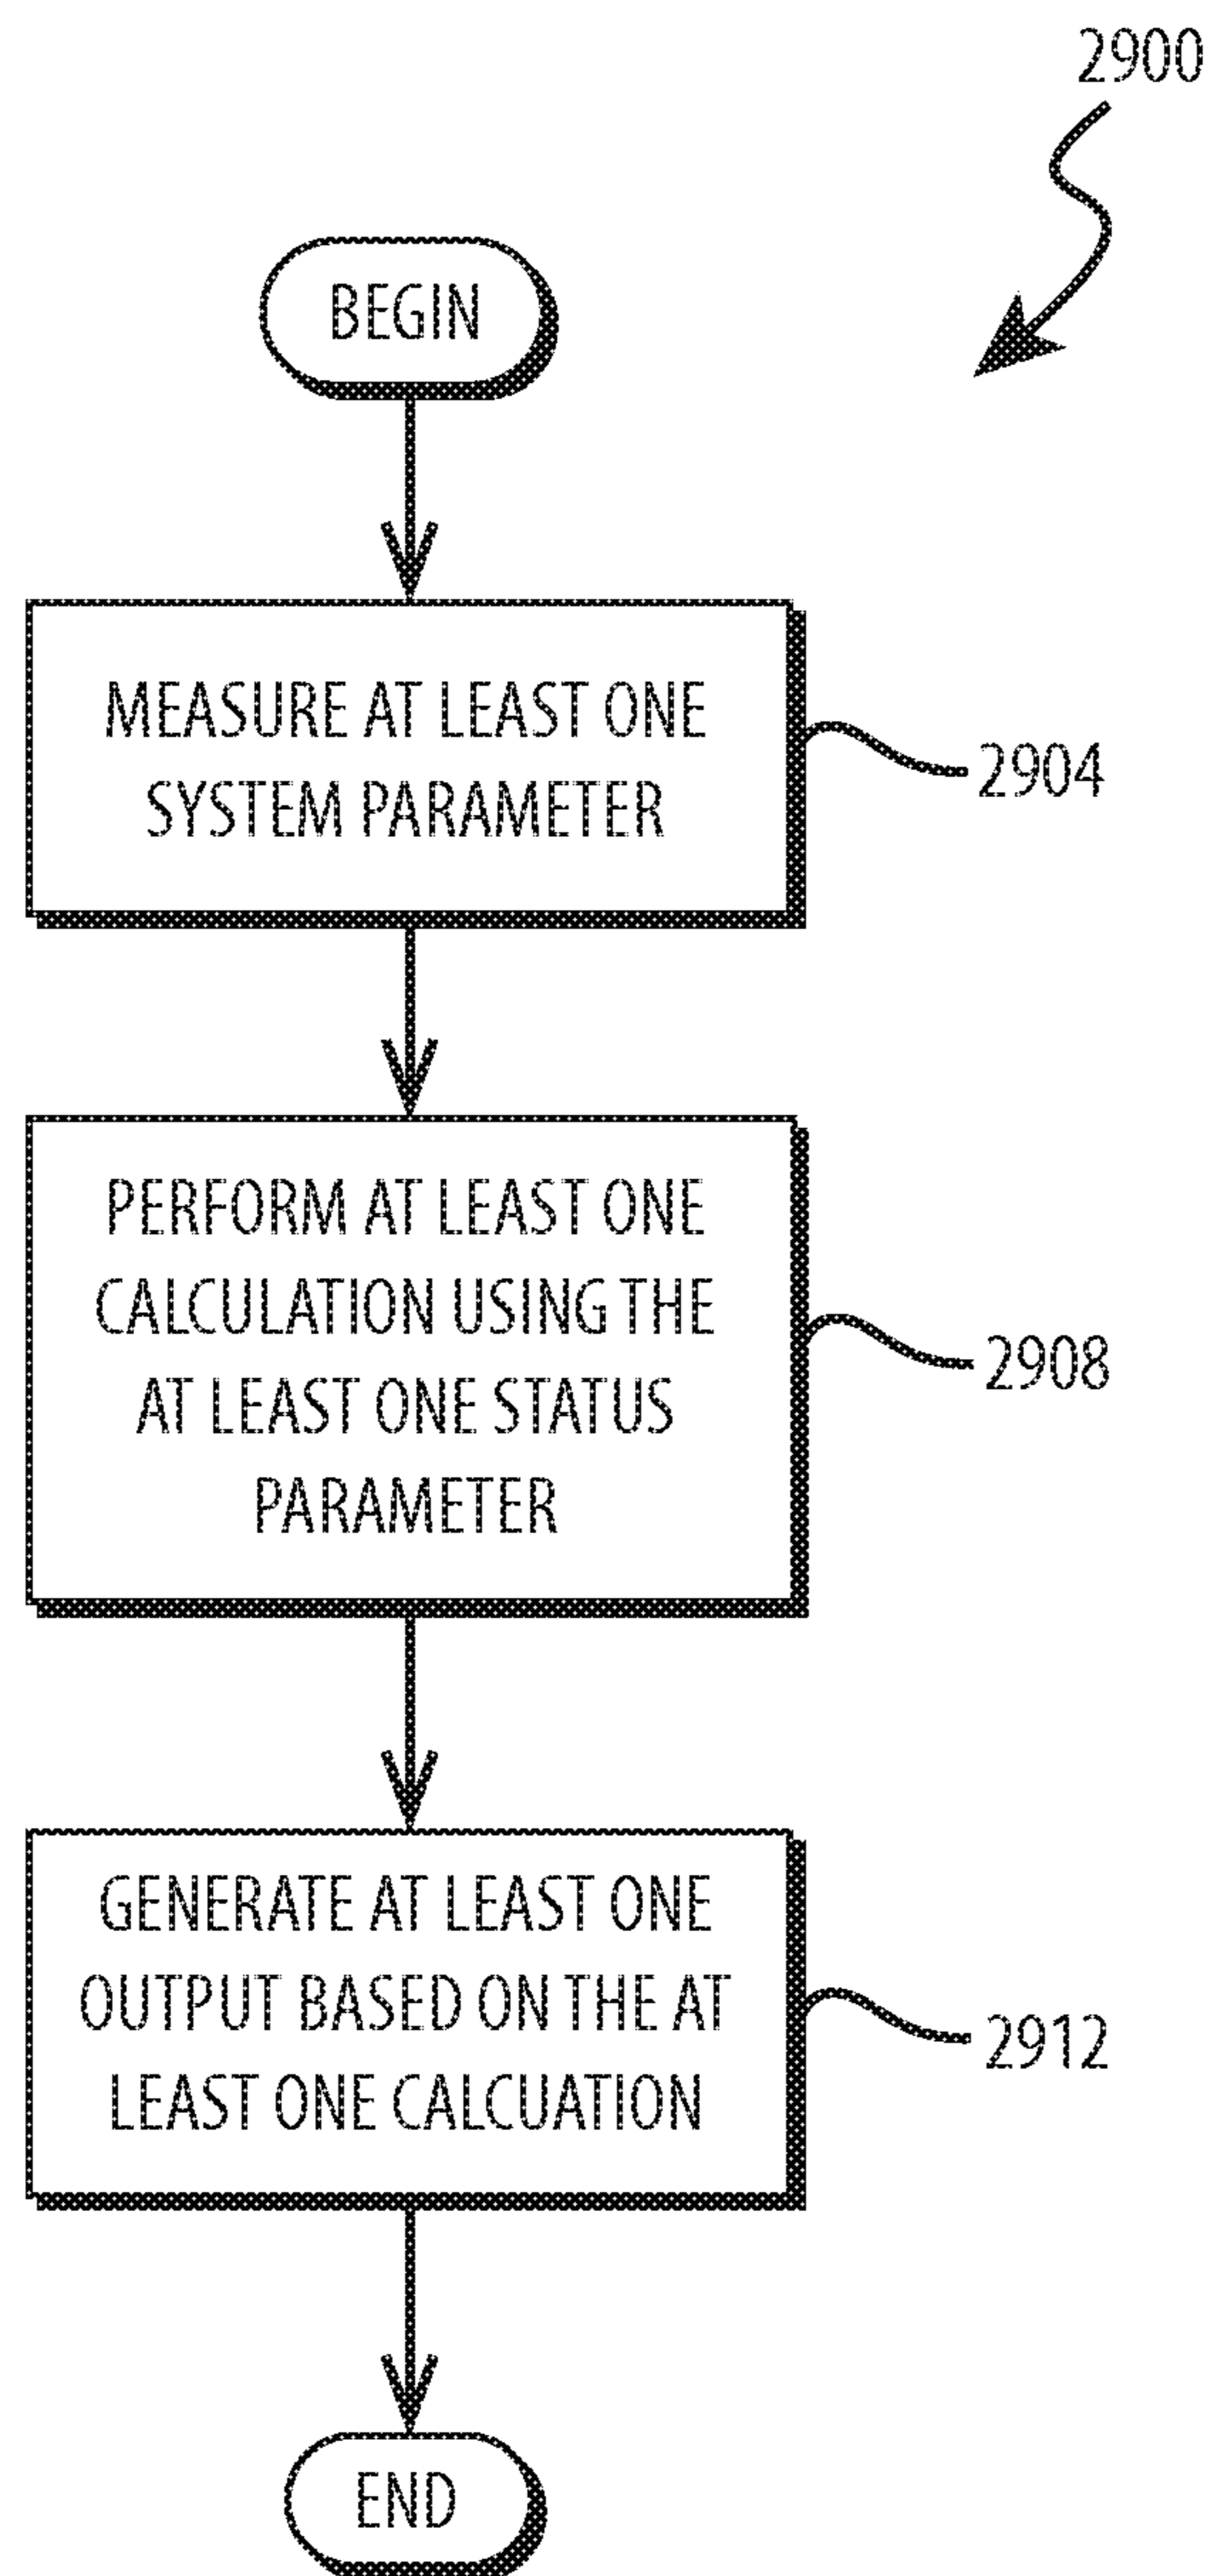 2900
BEGIN
MEASURE AT LEAST ONE
SYSTEM PARAMETER
2904
PERFORM AT LEAST ONE
CALCULATION USING THE
AT LEAST ONE STATUS
PARAMETER
2908
GENERATE AT LEAST ONE
OUTPUT BASED ON THE AT
LEAST ONE CALCUATION
2912
END